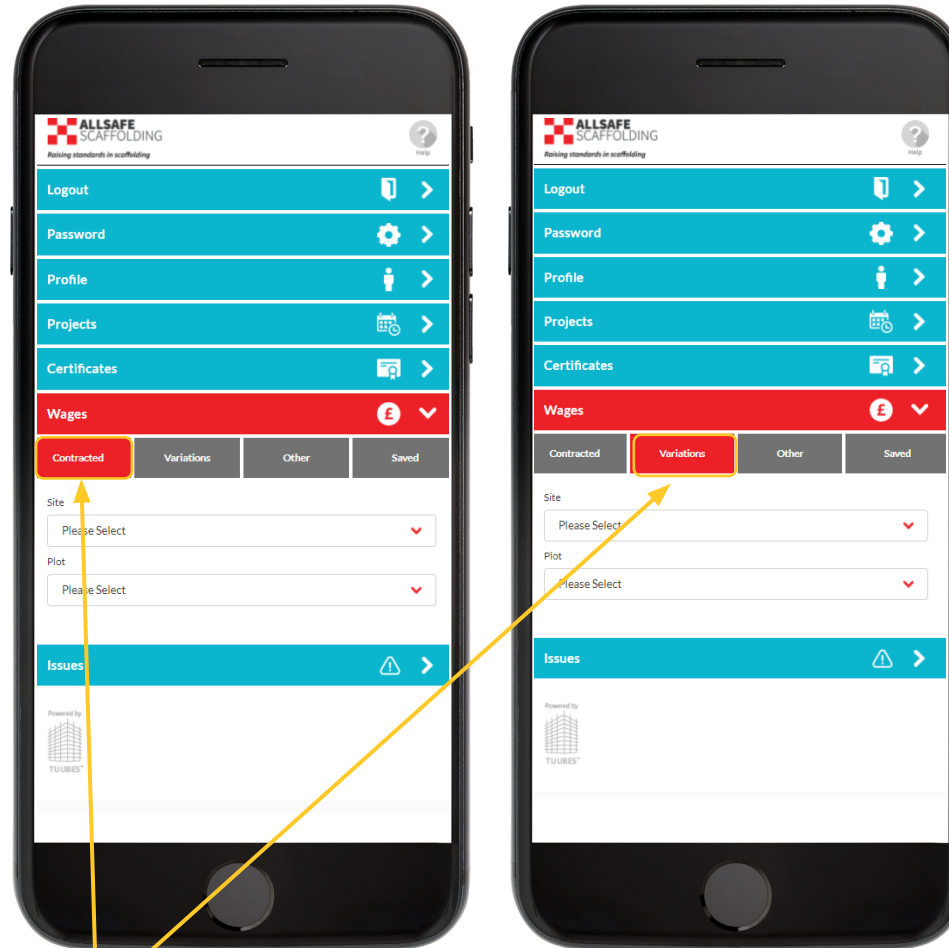 ALLSAFE
SCAFFOLDING
Raising standards in scaffolding
Help
Logout
Password
Profile
Projects
Certificates
Wages
£
Contracted Variations Other Saved
Site
Please Select
Plot
Please Select
Issues
Powered by
TUUBES™
ALLSAFE
SCAFFOLDING
Raising standards in scaffolding
Help
Logout
Password
Profile
Projects
Certificates
Wages
£
Contracted Variations Other Saved
Site
Please Select
Plot
Please Select
Issues
Powered by
TUUBES™